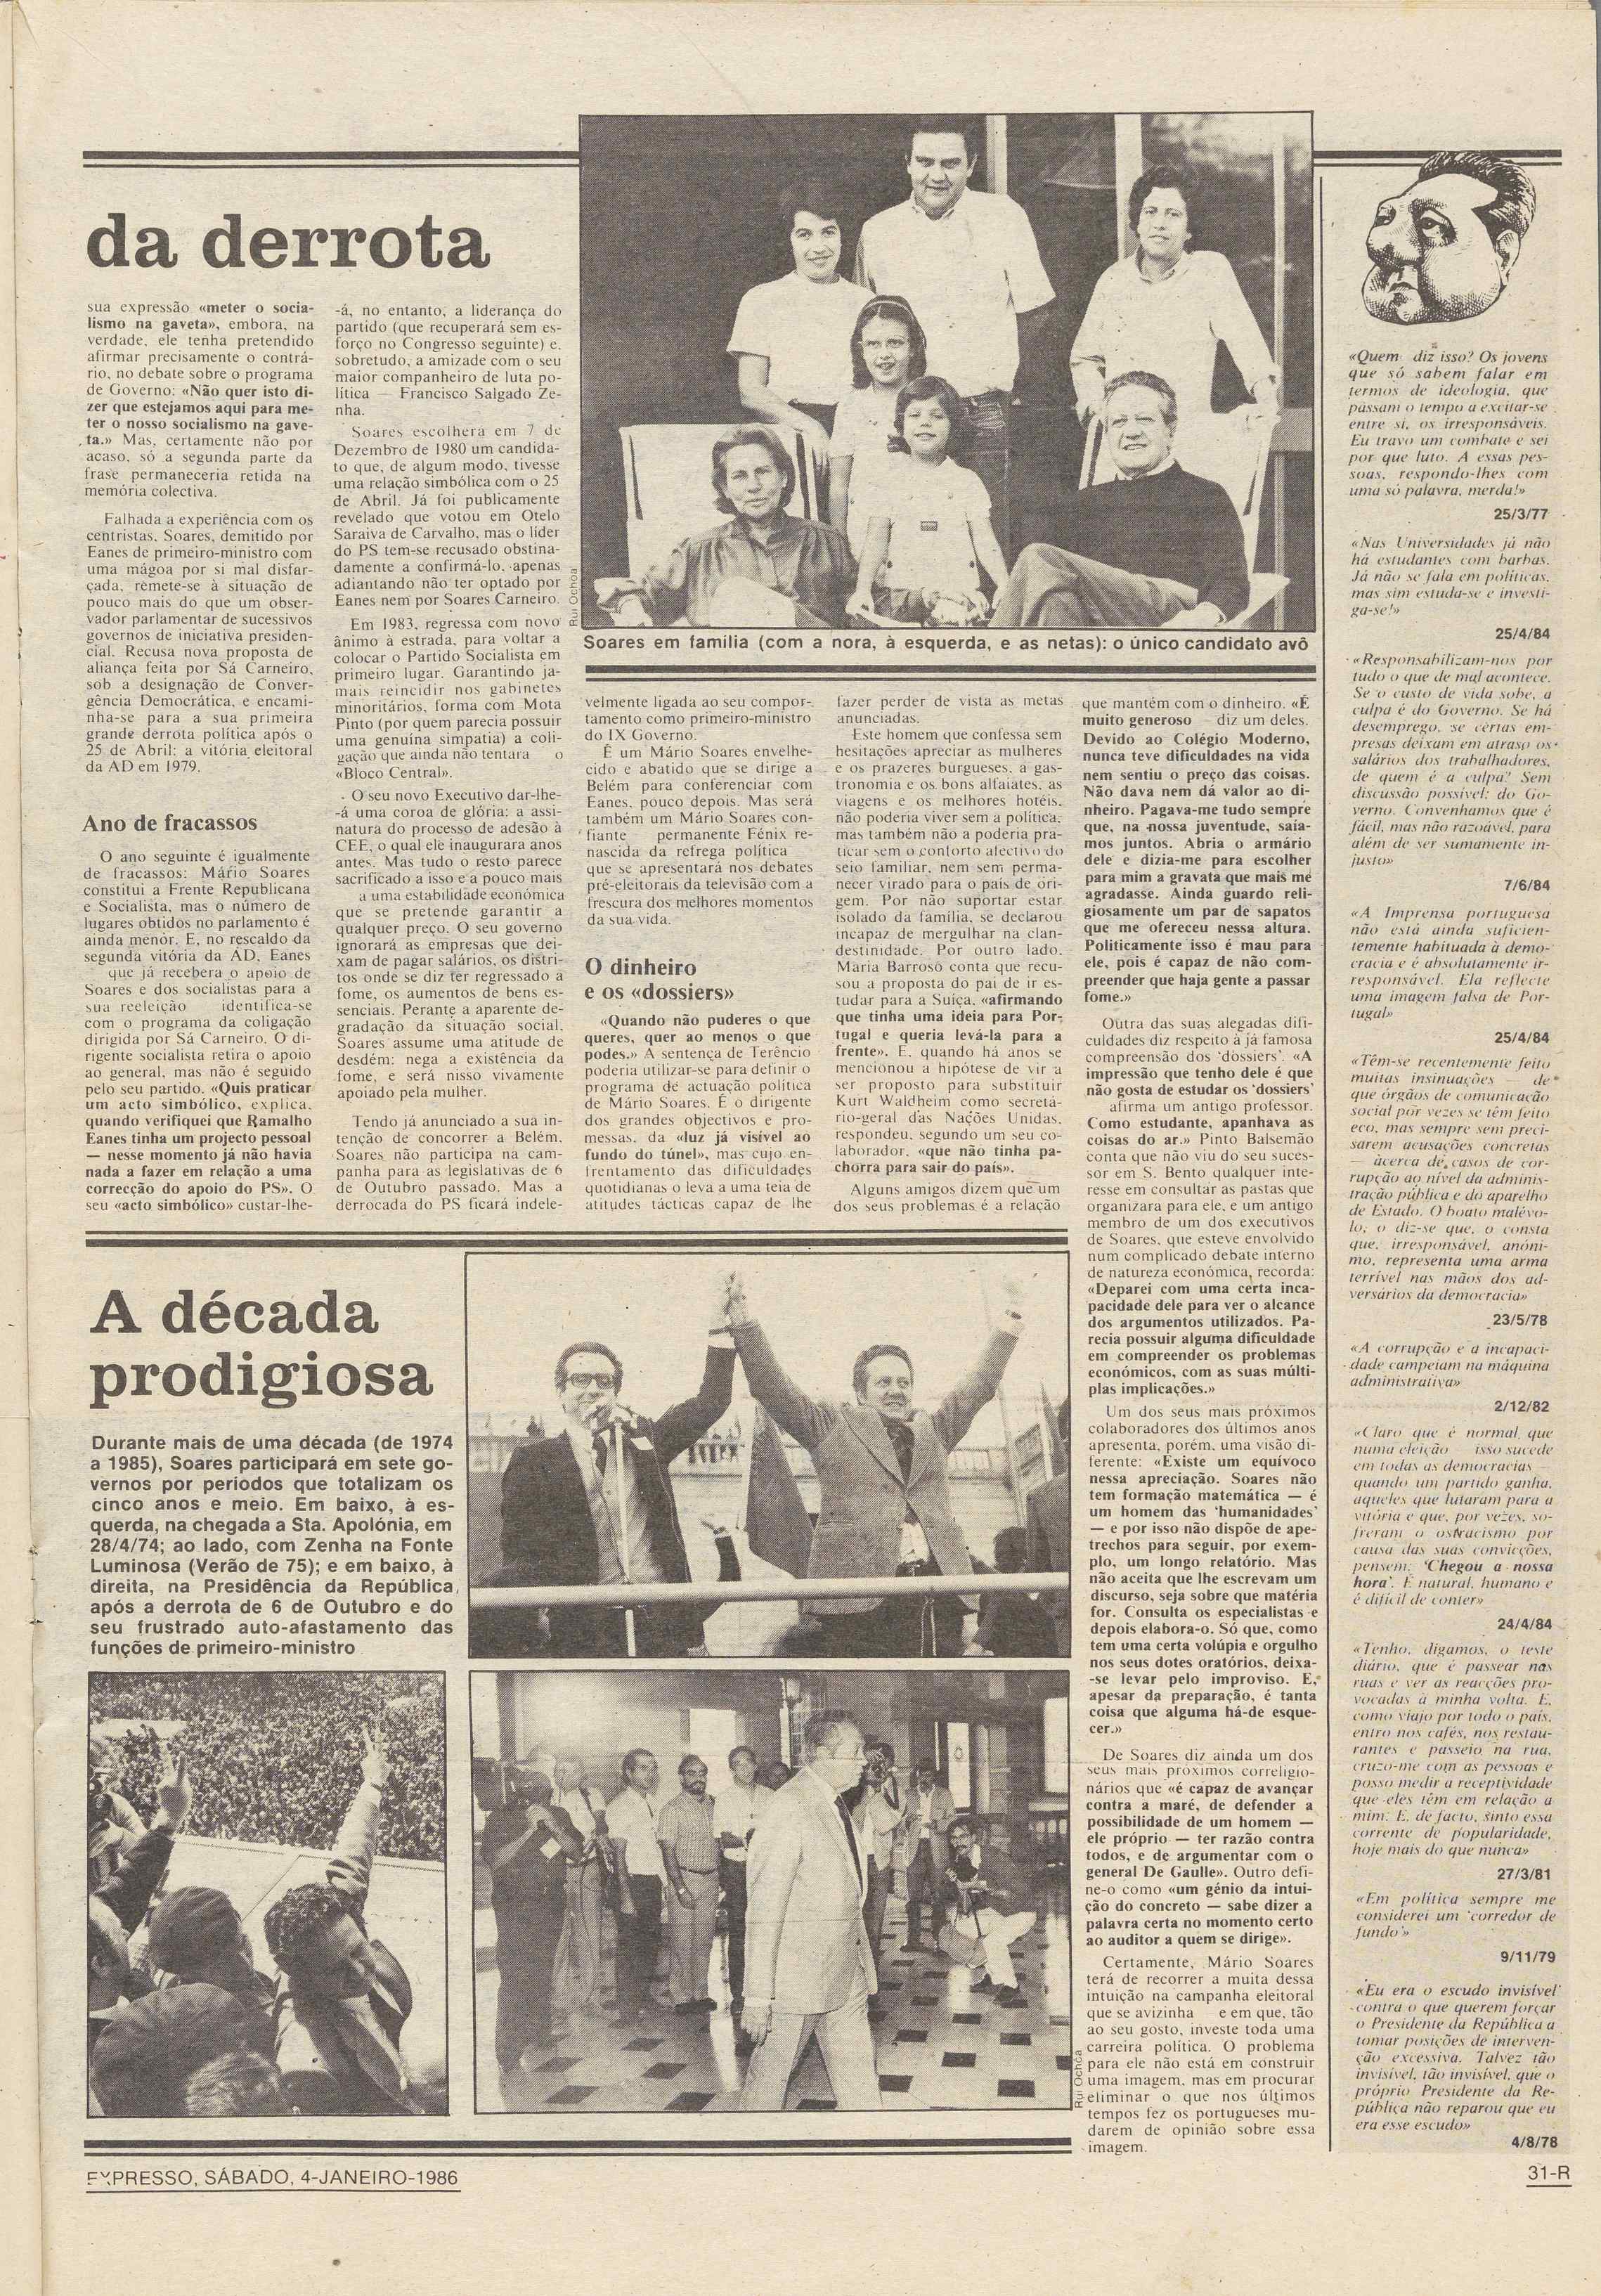 da derrota
sua expressão «meter o socia-
lismo na gaveta», embora, na
verdade, ele tenha pretendido
afirmar precisamente o contrá-
rio, no debate sobre o programa
de Governo: «Não quer isto di-
zer que estejamos aqui para me-
ter o nosso socialismo na gave-
ta.» Mas, certamente não por
acaso, só a segunda parte da
frase permaneceria retida na
memória colectiva.
Falhada a experiência com os
centristas, Soares, demitido por
Eanes de primeiro-ministro com
uma mágoa por si mal disfar-
çada, remete-se à situação de
pouco mais do que um obser-
vador parlamentar de sucessivos
governos de iniciativa presiden-
cial. Recusa nova proposta de
aliança feita por Sá Carneiro,
sob a designação de Conver-
gência Democrática, e encami-
nha-se para a sua primeira
grande derrota política após o
25 de Abril: a vitória eleitoral
da AD em 1979.
Ano de fracassos
O ano seguinte é igualmente
de fracassos: Mário Soares
constitui a Frente Republicana
e Socialista, mas o número de
lugares obtidos no parlamento é
ainda menor. E, no rescaldo da
segunda vitória da AD, Eanes
que já recebera o apoio de
Soares e dos socialistas para a
sua reeleição identifica-se
com o programa da coligação
dirigida por Sá Carneiro. O di-
rigente socialista retira o apoio
ao general, mas não é seguido
pelo seu partido. «Quis praticar
um acto simbólico, explica,
quando verifiquei que Ramalho
Eanes tinha um projecto pessoal
— nesse momento já não havia
nada a fazer em relação a uma
correcção do apoio do PS». O
seu «acto simbólico» custar-lhe-
-á, no entanto, a liderança do
partido (que recuperará sem es-
forço no Congresso seguinte) e,
sobretudo, a amizade com o seu
maior companheiro de luta po-
lítica — Francisco Salgado Ze-
nha.
Soares escolhera em 7 de
Dezembro de 1980 um candida-
to que, de algum modo, tivesse
uma relação simbólica com o 25
de Abril. Já foi publicamente
revelado que votou em Otelo
Saraiva de Carvalho, mas o líder
do PS tem-se recusado obstina-
damente a confirmá-lo, apenas
adiantando não ter optado por
Eanes nem por Soares Carneiro.
Em 1983, regressa com novo
ânimo à estrada, para voltar a
colocar o Partido Socialista em
primeiro lugar. Garantindo ja-
mais reincidir nos gabinetes
minoritários, forma com Mota
Pinto (por quem parecia possuir
uma genuína simpatia) a coli-
gação que ainda não tentara o
«Bloco Central».
O seu novo Executivo dar-lhe-
-á uma coroa de glória: a assi-
natura do processo de adesão à
CEE, o qual ele inaugurara anos
antes. Mas tudo o resto parece
sacrificado a isso e a pouco mais
a uma estabilidade económica
que se pretende garantir a
qualquer preço. O seu governo
ignorará as empresas que dei-
xam de pagar salários, os distri-
tos onde se diz ter regressado a
fome, os aumentos de bens es-
senciais. Perante a aparente de-
gradação da situação social,
Soares assume uma atitude de
desdém: nega a existência da
fome, e será nisso vivamente
apoiado pela mulher.
Tendo já anunciado a sua in-
tenção de concorrer a Belém,
Soares não participa na cam-
panha para as legislativas de 6
de Outubro passado. Mas a
derrocada do PS ficará indele-
Rui Ochoa
Soares em família (com a nora, à esquerda, e as netas): o único candidato avô
velmente ligada ao seu compor-
tamento como primeiro-ministro
do IX Governo.
É um Mário Soares envelhe-
cido e abatido que se dirige a
Belém para conferenciar com
Eanes, pouco depois. Mas será
também um Mário Soares con-
fiante permanente Fénix re-
nascida da refrega política
que se apresentará nos debates
pré-eleitorais da televisão com a
frescura dos melhores momentos
da sua vida.
O dinheiro
e os «dossiers»
«Quando não puderes o que
queres, quer ao menos o que
podes.» A sentença de Terêncio
poderia utilizar-se para definir o
programa de actuação política
de Mário Soares. É o dirigente
dos grandes objectivos e pro-
messas, da «luz já visível ao
fundo do túnel», mas cujo en-
frentamento das dificuldades
quotidianas o leva a uma teia de
atitudes tácticas capaz de lhe
fazer perder de vista as metas
anunciadas.
Este homem que confessa sem
hesitações apreciar as mulheres
e os prazeres burgueses, a gas-
tronomia e os bons alfaiates, as
viagens e os melhores hotéis,
não poderia viver sem a política,
mas também não a poderia pra-
ticar sem o conforto afectivo do
seio familiar, nem sem perma-
necer virado para o país de ori-
gem. Por não suportar estar
isolado da família, se declarou
incapaz de mergulhar na clan-
destinidade. Por outro lado,
Maria Barroso conta que recu-
sou a proposta do pai de ir es-
tudar para a Suíça, «afirmando
que tinha uma ideia para Por-
tugal e queria levá-la para a
frente». E, quando há anos se
mencionou a hipótese de vir a
ser proposto para substituir
Kurt Waldheim como secretá-
rio-geral das Nações Unidas,
respondeu, segundo um seu co-
laborador, «que não tinha pa-
chorra para sair do país».
Alguns amigos dizem que um
dos seus problemas é a relação
que mantém com o dinheiro. «É
muito generoso diz um deles.
Devido ao Colégio Moderno,
nunca teve dificuldades na vida
nem sentiu o preço das coisas.
Não dava nem dá valor ao di-
nheiro. Pagava-me tudo sempre
que, na nossa juventude, saía-
mos juntos. Abria o armário
dele e dizia-me para escolher
para mim a gravata que mais me
agradasse. Ainda guardo reli-
giosamente um par de sapatos
que me ofereceu nessa altura.
Politicamente isso é mau para
ele, pois é capaz de não com-
preender que haja gente a passar
fome.»
Outra das suas alegadas difi-
culdades diz respeito à já famosa
compreensão dos 'dossiers'. «A
impressão que tenho dele é que
não gosta de estudar os 'dossiers'
afirma um antigo professor.
Como estudante, apanhava as
coisas do ar.» Pinto Balsemão
conta que não viu do seu suces-
sor em S. Bento qualquer inte-
resse em consultar as pastas que
organizara para ele, e um antigo
membro de um dos executivos
de Soares, que esteve envolvido
num complicado debate interno
de natureza económica, recorda:
«Deparei com uma certa inca-
pacidade dele para ver o alcance
dos argumentos utilizados. Pa-
recia possuir alguma dificuldade
em compreender os problemas
económicos, com as suas múlti-
plas implicações.»
Um dos seus mais próximos
colaboradores dos últimos anos
apresenta, porém, uma visão di-
ferente: «Existe um equívoco
nessa apreciação. Soares não
tem formação matemática — é
um homem das 'humanidades'
— e por isso não dispõe de ape-
trechos para seguir, por exem-
plo, um longo relatório. Mas
não aceita que lhe escrevam um
discurso, seja sobre que matéria
for. Consulta os especialistas e
depois elabora-o. Só que, como
tem uma certa volúpia e orgulho
nos seus dotes oratórios, deixa-
-se levar pelo improviso. E,
apesar da preparação, é tanta
coisa que alguma há-de esque-
cer.»
De Soares diz ainda um dos
seus mais próximos correligio-
nários que «é capaz de avançar
contra a maré, de defender a
possibilidade de um homem —
ele próprio — ter razão contra
todos, e de argumentar com o
general De Gaulle». Outro defi-
ne-o como «um génio da intui-
ção do concreto — sabe dizer a
palavra certa no momento certo
ao auditor a quem se dirige».
Certamente, Mário Soares
terá de recorrer a muita dessa
intuição na campanha eleitoral
que se avizinha e em que, tão
ao seu gosto, investe toda uma
carreira política. O problema
para ele não está em construir
uma imagem, mas em procurar
eliminar o que nos últimos
tempos fez os portugueses mu-
darem de opinião sobre essa
imagem.
A década
prodigiosa
Durante mais de uma década (de 1974
a 1985), Soares participará em sete go-
vernos por períodos que totalizam os
cinco anos e meio. Em baixo, à es-
querda, na chegada a Sta. Apolónia, em
28/4/74; ao lado, com Zenha na Fonte
Luminosa (Verão de 75); e em baixo, à
direita, na Presidência da República,
após a derrota de 6 de Outubro e do
seu frustrado auto-afastamento das
funções de primeiro-ministro
Rui Ochôa
«Quem diz isso? Os jovens
que só sabem falar em
termos de ideologia, que
passam o tempo a excitar-se
entre si, os irresponsáveis.
Eu travo um combate e sei
por que luto. A essas pes-
soas, respondo-lhes com
uma só palavra, merda!»
25/3/77
«Nas Universidades já não
há estudantes com barbas.
Já não se fala em políticas,
mas sim estuda-se e investi-
ga-se!»
25/4/84
«Responsabilizam-nos por
tudo o que de mal acontece.
Se o custo de vida sobe, a
culpa é do Governo. Se há
desemprego, se certas em-
presas deixam em atraso os
salários dos trabalhadores,
de quem é a culpa? Sem
discussão possível: do Go-
verno. Convenhamos que é
fácil, mas não razoável, para
além de ser sumamente in-
justo»
7/6/84
«A Imprensa portuguesa
não está ainda suficien-
temente habituada à demo-
cracia e é absolutamente ir-
responsável. Ela reflecte
uma imagem falsa de Por-
tugal»
25/4/84
«Têm-se recentemente feito
muitas insinuações — de
que órgãos de comunicação
social por vezes se têm feito
eco, mas sempre sem preci-
sarem acusações concretas
— àcerca de casos de cor-
rupção ao nível da adminis-
tração pública e do aparelho
de Estado. O boato malévo-
lo, o diz-se que, o consta
que, irresponsável, anóni-
mo, representa uma arma
terrível nas mãos dos ad-
versários da democracia»
23/5/78
«A corrupção e a incapaci-
dade campeiam na máquina
administrativa»
2/12/82
«Claro que é normal, que
numa eleição isso sucede
em todas as democracias —
quando um partido ganha,
aqueles que lutaram para a
vitória e que, por vezes, so-
freram o ostracismo por
causa das suas convicções,
pensem: 'Chegou a nossa
hora'. É natural, humano e
é difícil de conter»
24/4/84
«Tenho, digamos, o teste
diário, que é passear nas
ruas e ver as reacções pro-
vocadas à minha volta. E,
como viajo por todo o país,
entro nos cafés, nos restau-
rantes e passeio na rua,
cruzo-me com as pessoas e
posso medir a receptividade
que eles têm em relação a
mim. E, de facto, sinto essa
corrente de popularidade,
hoje mais do que nunca»
27/3/81
«Em política sempre me
considerei um 'corredor de
fundo'»
9/11/79
«Eu era o escudo invisível
contra o que querem forçar
o Presidente da República a
tomar posições de interven-
ção excessiva. Talvez tão
invisível, tão invisível, que o
próprio Presidente da Re-
pública não reparou que eu
era esse escudo»
4/8/78
EXPRESSO, SÁBADO, 4-JANEIRO-1986
31-R